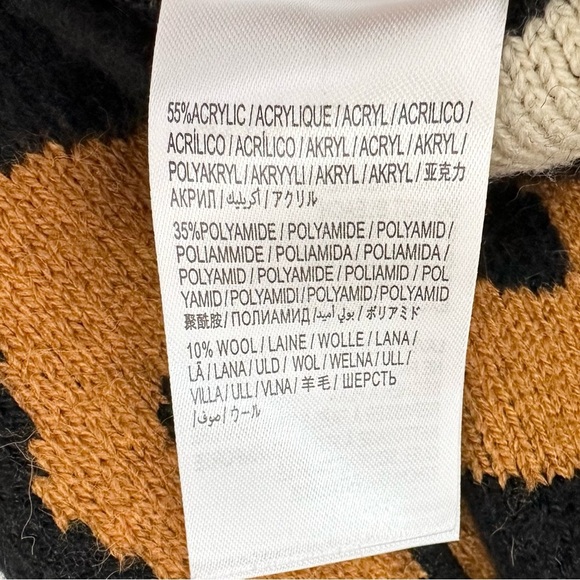 55%ACRYLIC / ACRYLIQUE / ACRYL / ACRILICO /
ACRÍLICO / ACRÍLICO / AKRYL / ACRYL / AKRYL /
POLYAKRYL / AKRYYLI / AKRYL / AKRYL / 亚克力
АКРИЛ / أكريليك / アクリル
35%POLYAMIDE / POLYAMIDE / POLYAMID /
POLIAMMIDE / POLIAMIDA / POLIAMIDA /
POLYAMID / POLYAMIDE / POLIAMID / POL
YAMID / POLYAMIDI / POLYAMID/POLYAMID
聚酰胺/ ПОЛИАМИД / بولي أميد / ポリアミド
10% WOOL / LAINE / WOLLE / LANA /
LÃ / LANA / ULD / WOL / WELNA / ULL /
VILLA / ULL / VLNA / 羊毛 / ШЕРСТЬ
/ صوف / ウール